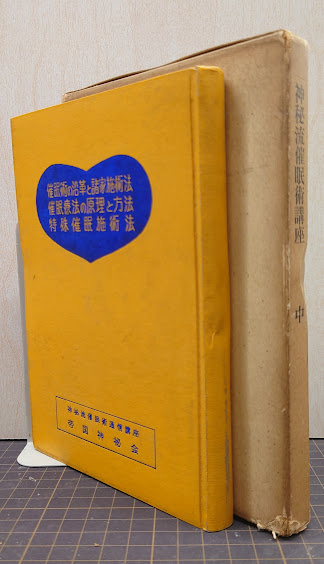 催眠術の沿革と諸家施術法
催眠療法の原理と方法
特殊催眠施術法
神秘流催眠術通信講座
帝国神秘会
神秘流催眠術講座 中